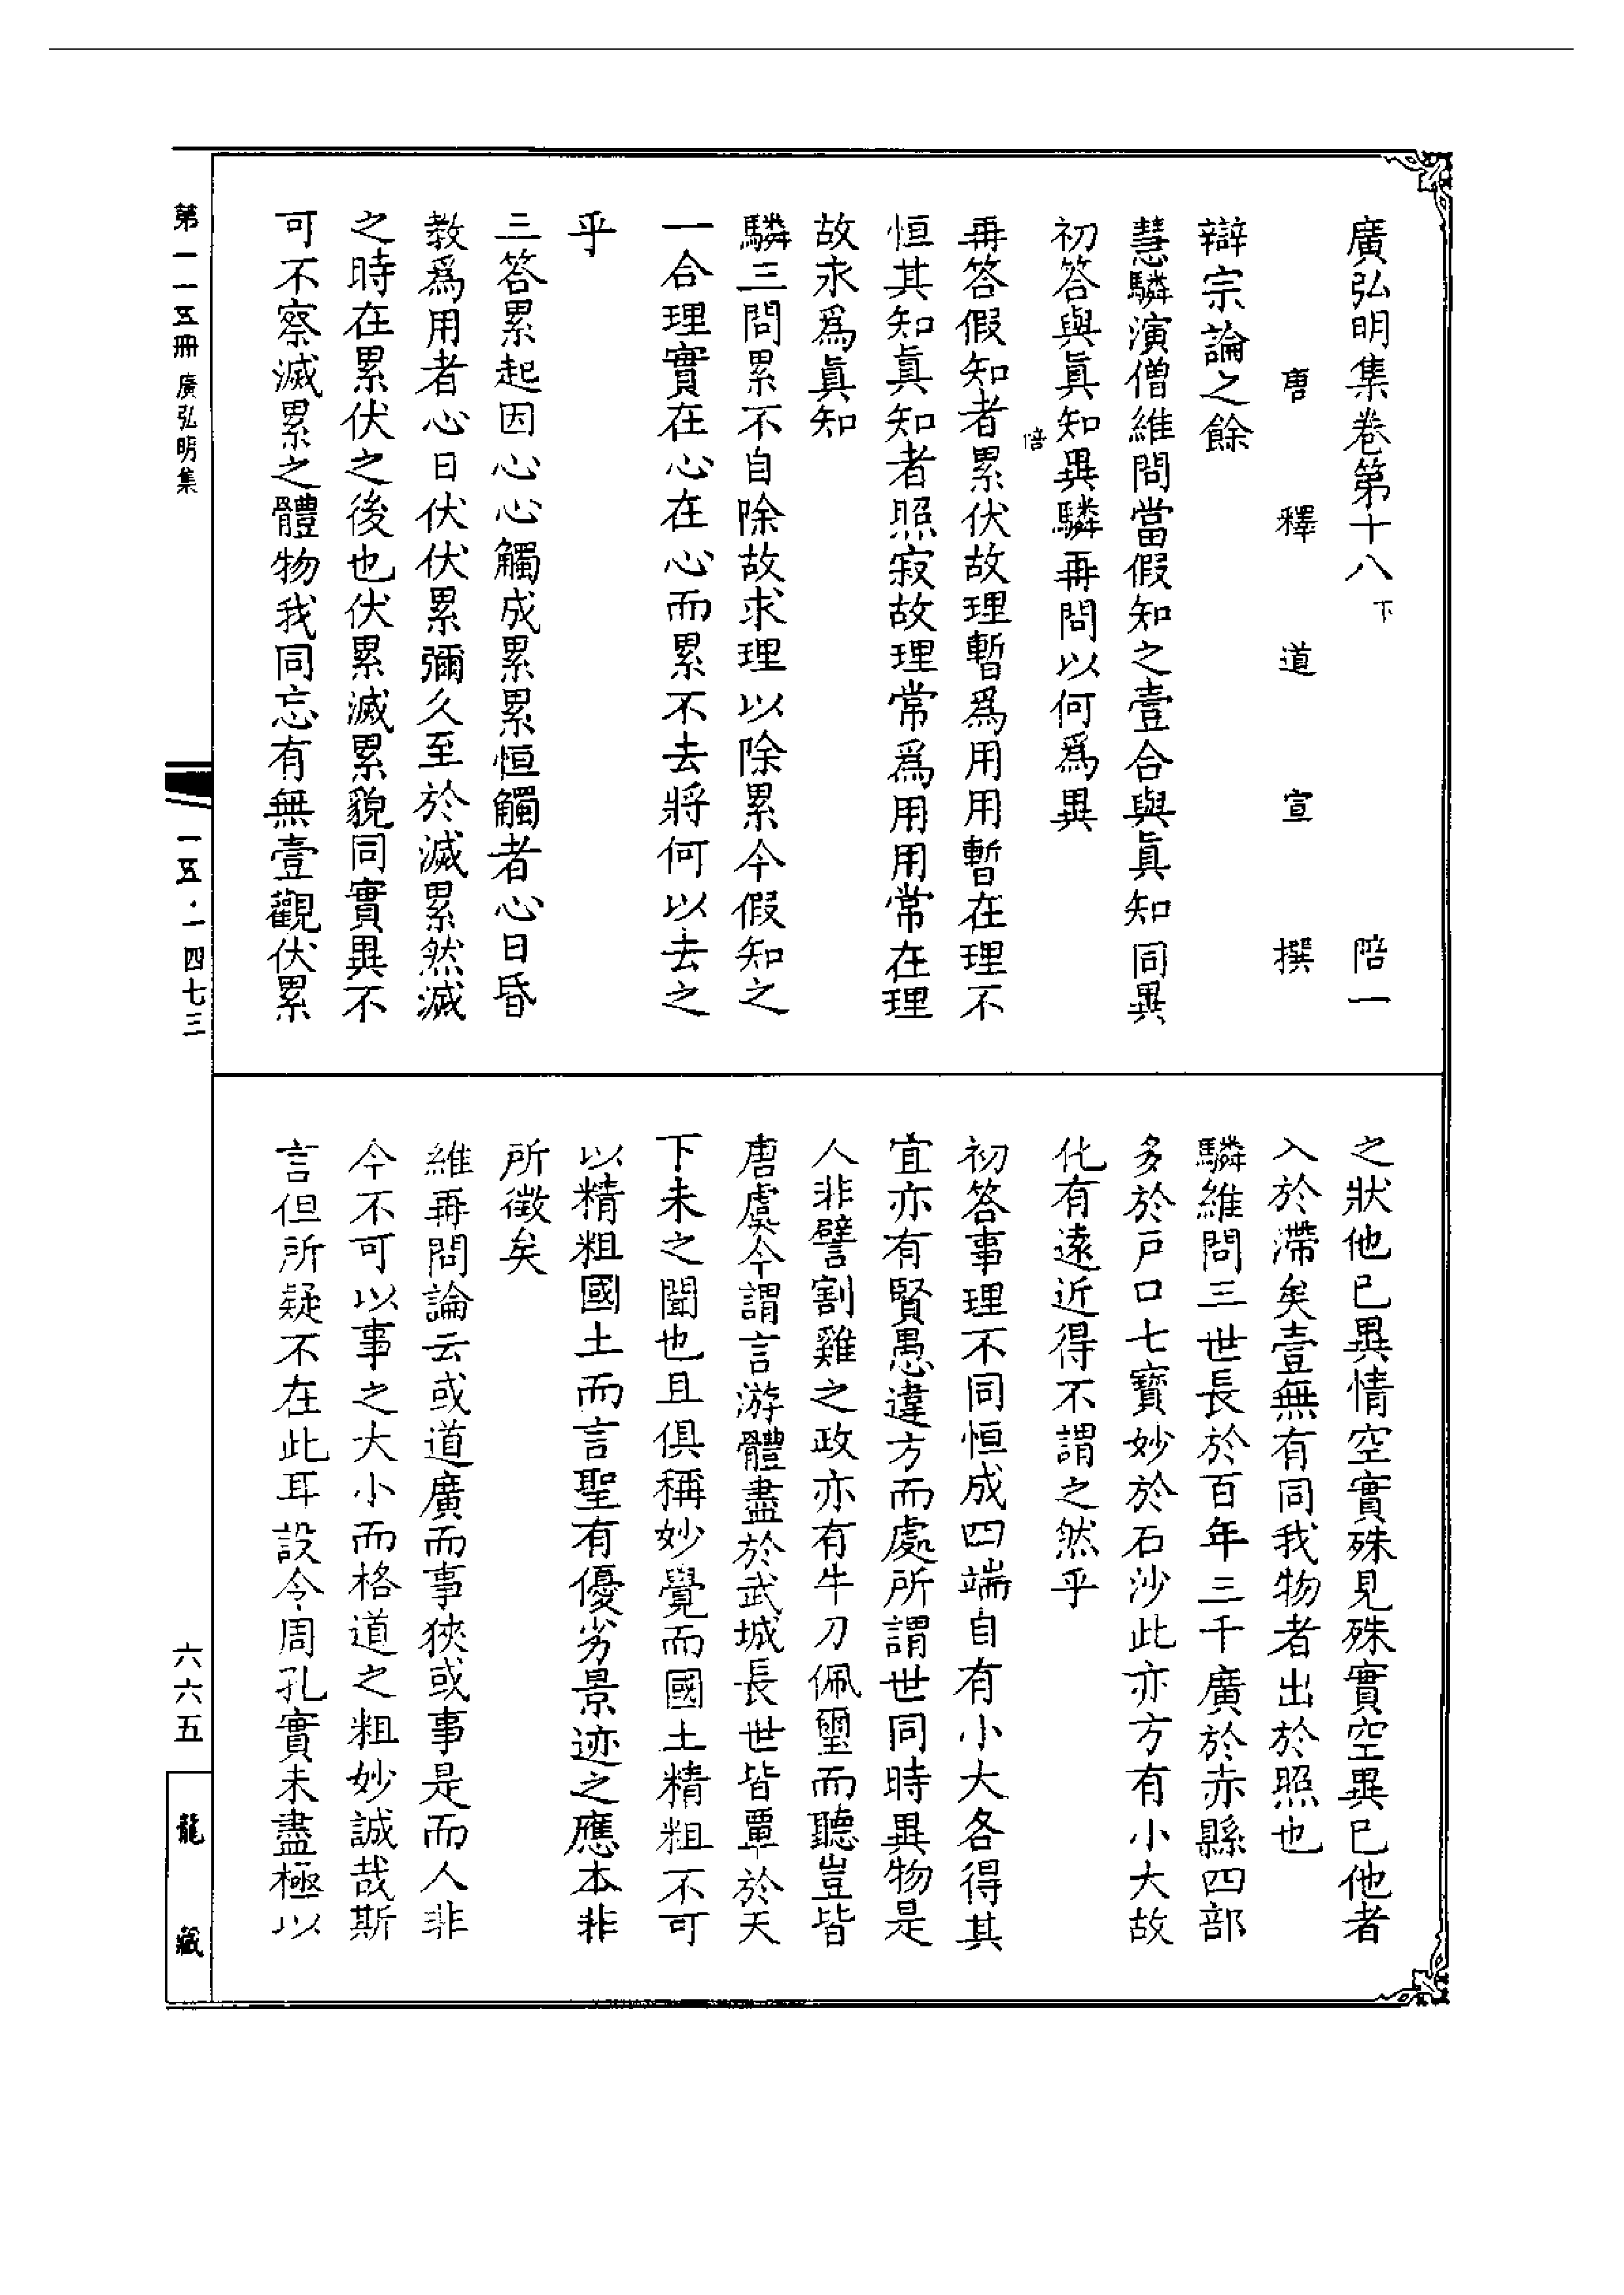 廣弘明集卷第十八下　陪一
唐釋道宣撰
辯宗論之餘
慧驎演僧維問當假知之壹合與眞知同異
初答與眞知異驎再問以何爲異
倍
再答假知者累伏故理暫爲用用暫在理不
恒其知眞知者照寂故理常爲用用常在理
故永爲眞知
驎三問累不自除故求理以除累今假知之
一合理實在心在心而累不去將何以去之
乎
三答累起因心心觸成累累恒觸者心日昏
教爲用者心日伏伏累彌久至於滅累然滅
之時在累伏之後也伏累滅累貌同實異不
可不察滅累之體物我同忘有無壹觀伏累
之狀他已異情空實殊見殊實空異已他者
入於滯矣壹無有同我物者出於照也
驎維問三世長於百年三千廣於赤縣四部
多於戸口七寶妙於石沙此亦方有小大故
化有遠近得不謂之然乎
初答事理不同恒成四端自有小大各得其
宜亦有賢愚違方而處所謂世同時異物是
人非譬割雞之政亦有牛刀佩璽而聽豈皆
唐虞今謂言游體盡於武城長世皆覃於天
下未之聞也且俱稱妙覺而國土精粗不可
以精粗國土而言聖有優劣景迹之應本非
所徵矣
維再問論云或道廣而事狹或事是而人非
今不可以事之大小而格道之粗妙誠哉斯
言但所疑不在此耳設令周孔實未盡極以
第一一五冊　廣弘明集
一五·一四七三
六六五
龍藏